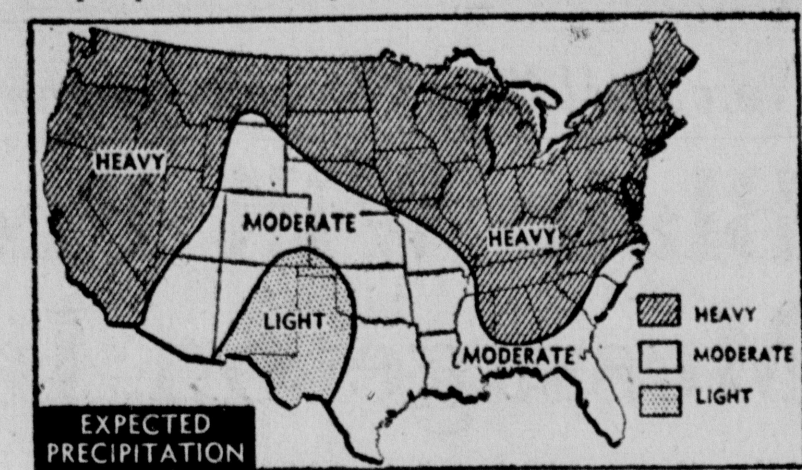 HEAVY
MODERATE
HEAVY
LIGHT
HEAVY
MODERATE
MODERATE
LIGHT
EXPECTED
PRECIPITATION